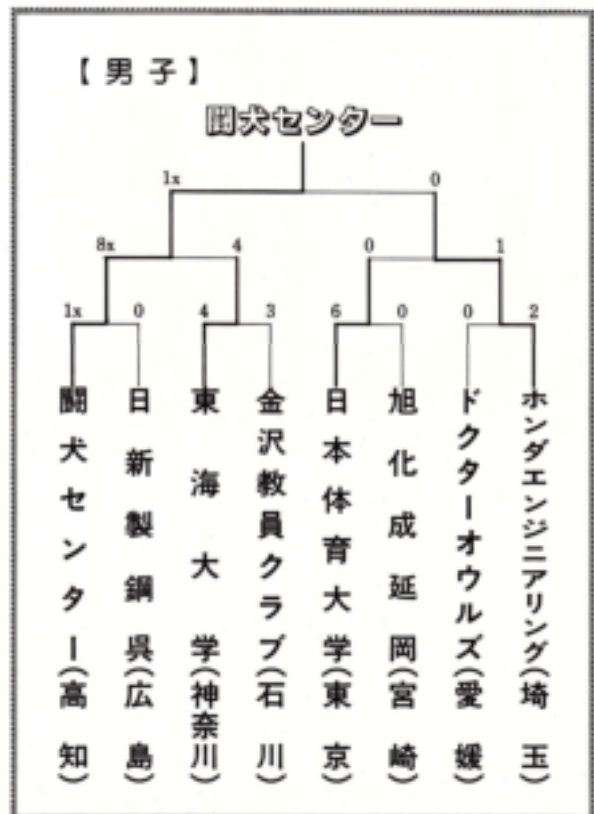 【男子】
闘犬センター
1x 0
8x 4 0 1
1x 0 4 3 6 0 0 2
闘犬センター(高知)
日新製鋼呉(広島)
東海大学(神奈川)
金沢教員クラブ(石川)
日本体育大学(東京)
旭化成延岡(宮崎)
ドクターオウルズ(愛媛)
ホンダエンジニアリング(埼玉)